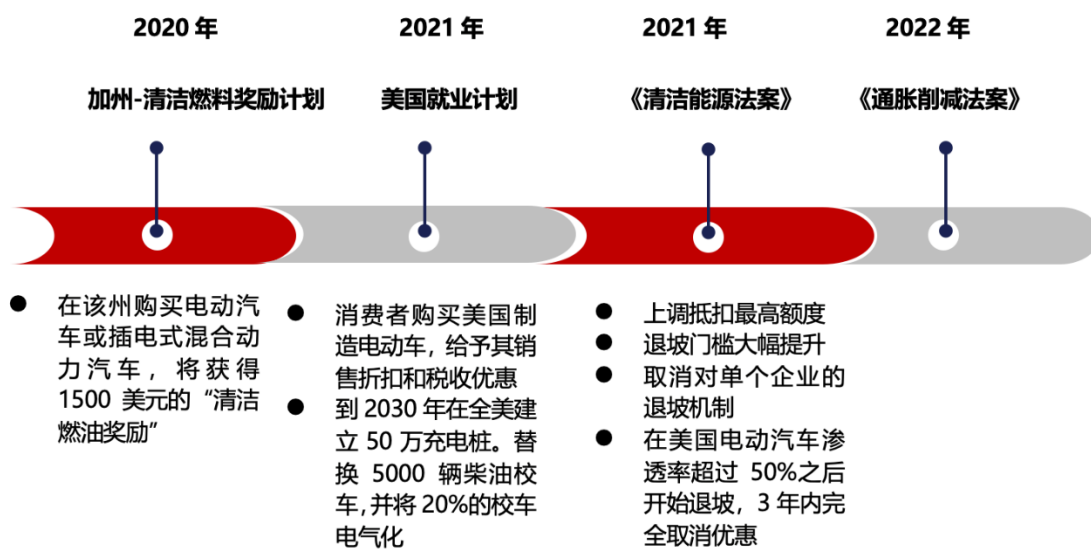 2020 年
2021 年
2021 年
2022 年
加州-清洁燃料奖励计划
美国就业计划
《清洁能源法案》
《通胀削减法案》
● 在该州购买电动汽
车或插电式混合动
力汽车，将获得
1500 美元的“清洁
燃油奖励”
● 消费者购买美国制
造电动车，给予其销
售折扣和税收优惠
● 到 2030 年在全美建
立 50 万充电桩。替
换 5000 辆柴油校
车，并将 20%的校车
电气化
● 上调抵扣最高额度
● 退坡门槛大幅提升
● 取消对单个企业的
退坡机制
● 在美国电动汽车渗
透率超过 50%之后
开始退坡，3 年内完
全取消优惠